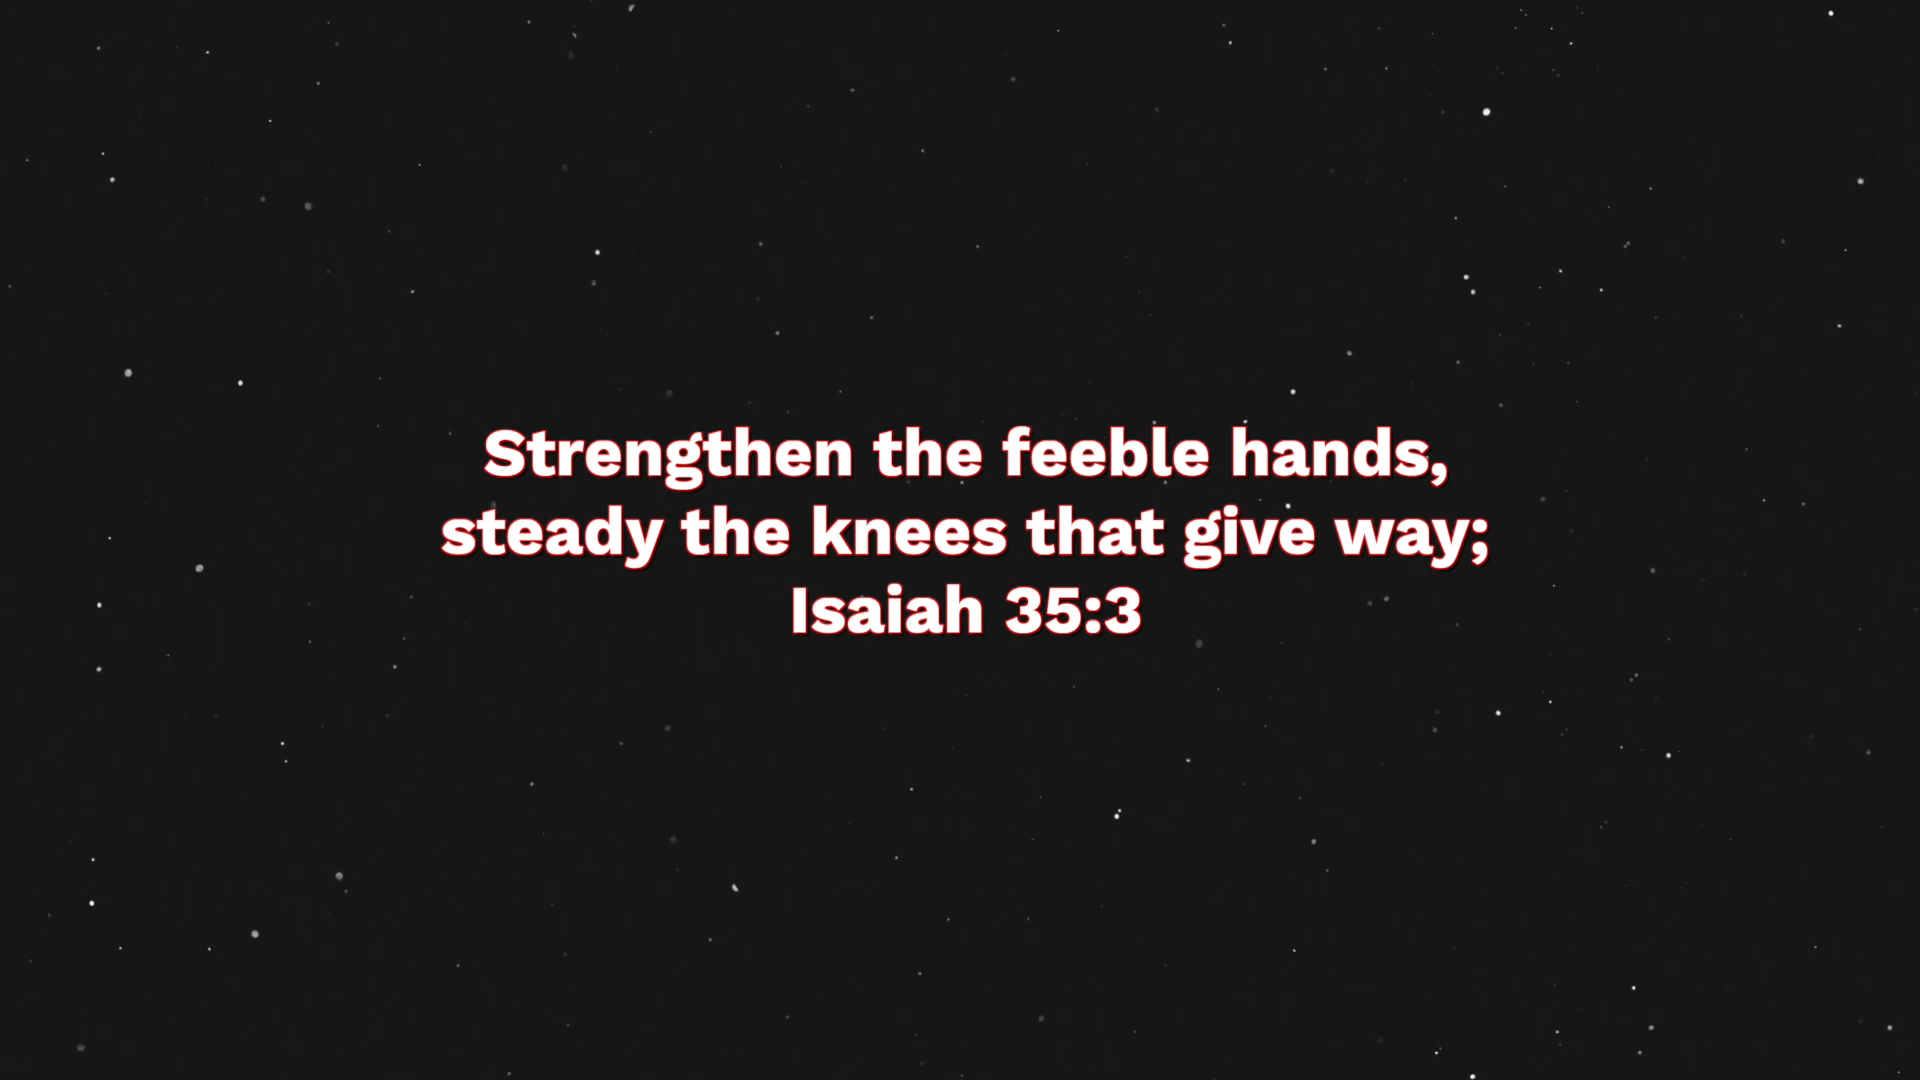 Strengthen the feeble hands,
steady the knees that give way;
Isaiah 35:3